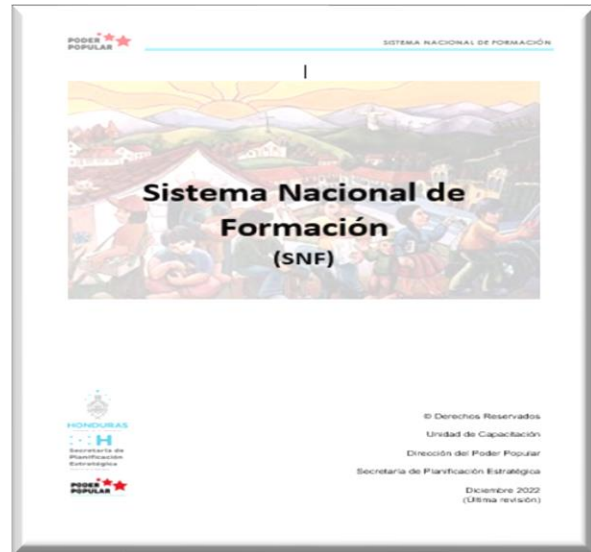 PODER
POPULAR
SISTEMA NACIONAL DE FORMACIÓN
Sistema Nacional de
Formación
(SNF)
HONDURAS
Secretaría de
Planificación
Estratégica
PODER
POPULAR
© Derechos Reservados
Unidad de Capacitación
Dirección del Poder Popular
Secretaría de Planificación Estratégica
Diciembre 2022
(Última revisión)